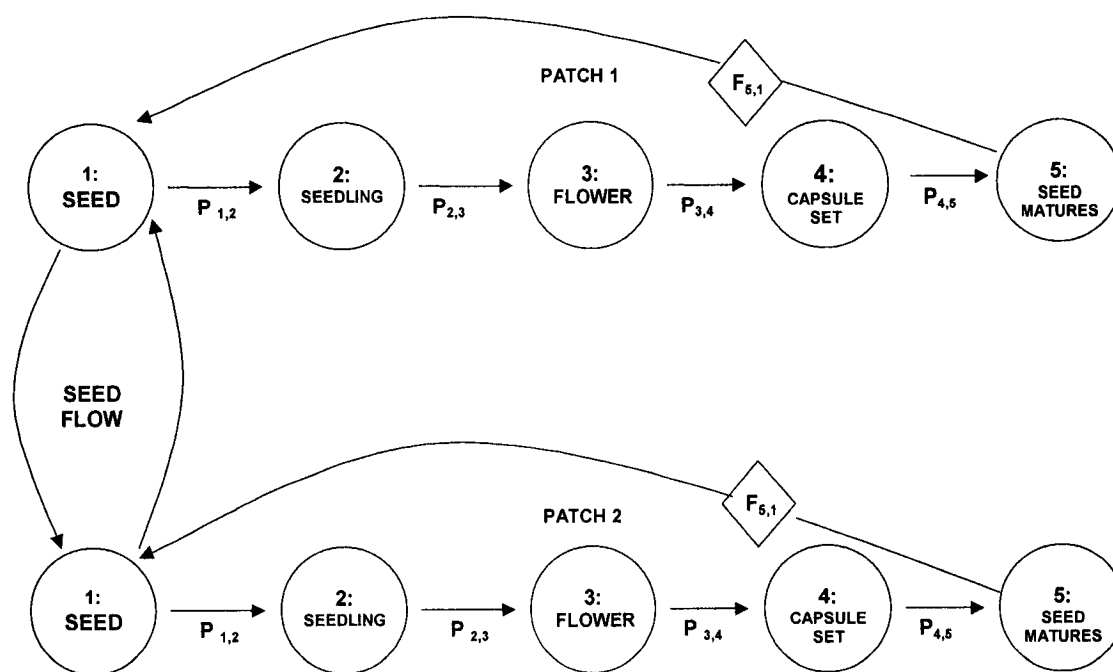 PATCH 1
F5,1
1:
SEED
P 1,2
2:
SEEDLING
P2,3
3:
FLOWER
P3,4
4:
CAPSULE
SET
P4,5
5:
SEED
MATURES
SEED
FLOW
PATCH 2
F5,1
1:
SEED
P 1,2
2:
SEEDLING
P 2,3
3:
FLOWER
P 3,4
4:
CAPSULE
SET
P4,5
5:
SEED
MATURES